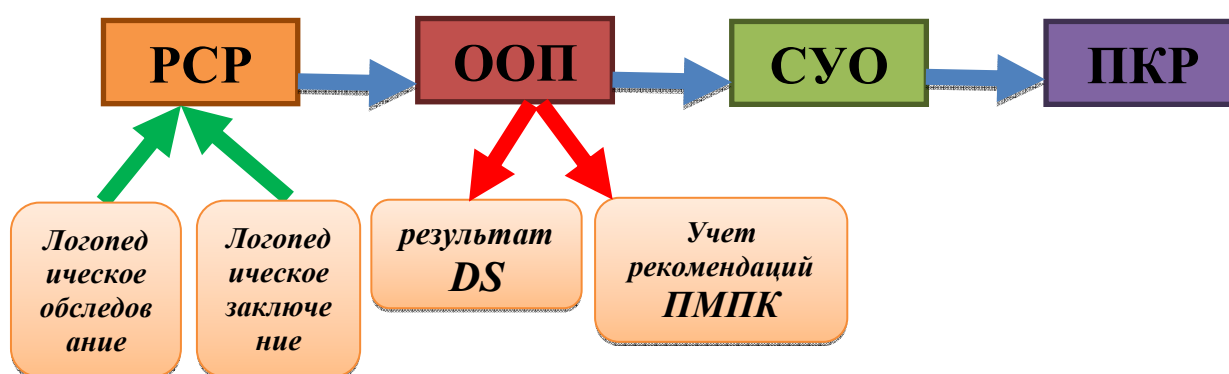 РСР
ООП
СУО
ПКР
Логопед
ическое
обследов
ание
Логопед
ическое
заключе
ние
результат
DS
Учет
рекомендаций
ПМПК